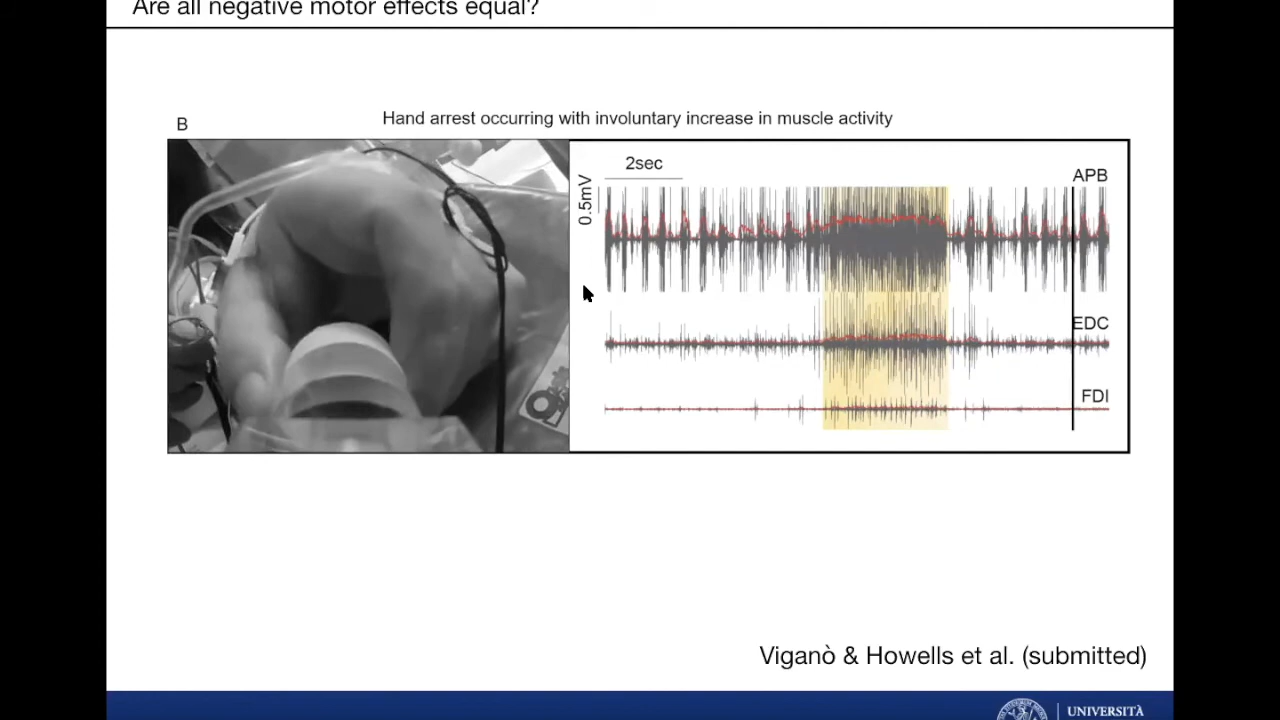 Are all negative motor effects equal?
B
Hand arrest occurring with involuntary increase in muscle activity
2sec
0.5mV
APB
EDC
FDI
Viganò & Howells et al. (submitted)
UNIVERSITÀ